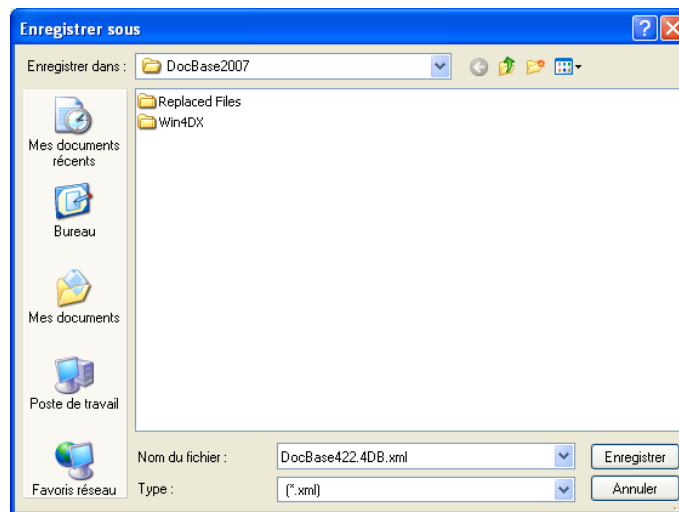 Enregistrer sous
Enregistrer dans :
DocBase2007
Mes documents
récents
Bureau
Mes documents
Poste de travail
Favoris réseau
Replaced Files
Win4DX
Nom du fichier :
DocBase422.4DB.xml
Enregistrer
Type :
(*.xml)
Annuler